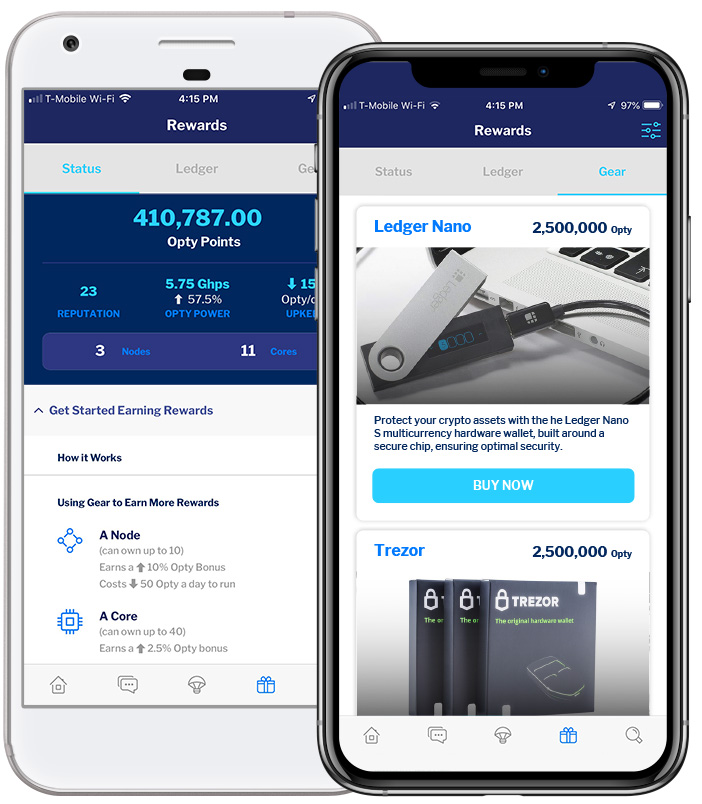 T-Mobile Wi-Fi 4:15 PM
Rewards
Status Ledger
410,787.00
Opty Points
23
REPUTATION
5.75 Ghps
57.5%
OPTY POWER
15
3 Nodes 11 Cores
Get Started Earning Rewards
How it Works
Using Gear to Earn More Rewards
A Node
(can own up to 10)
Earns a 10% Opty Bonus
Costs 50 Opty a day to run
A Core
(can own up to 40)
Earns a 2.5% Opty bonus
T-Mobile Wi-Fi 4:15 PM 97%
Rewards
Status Ledger Gear
Ledger Nano 2,500,000 Opty
Ledger
Protect your crypto assets with the he Ledger Nano
S multicurrency hardware wallet, built around a
secure chip, ensuring optimal security.
BUY NOW
Trezor 2,500,000 Opty
The or
The or
TREZOR
The original hardware wallet